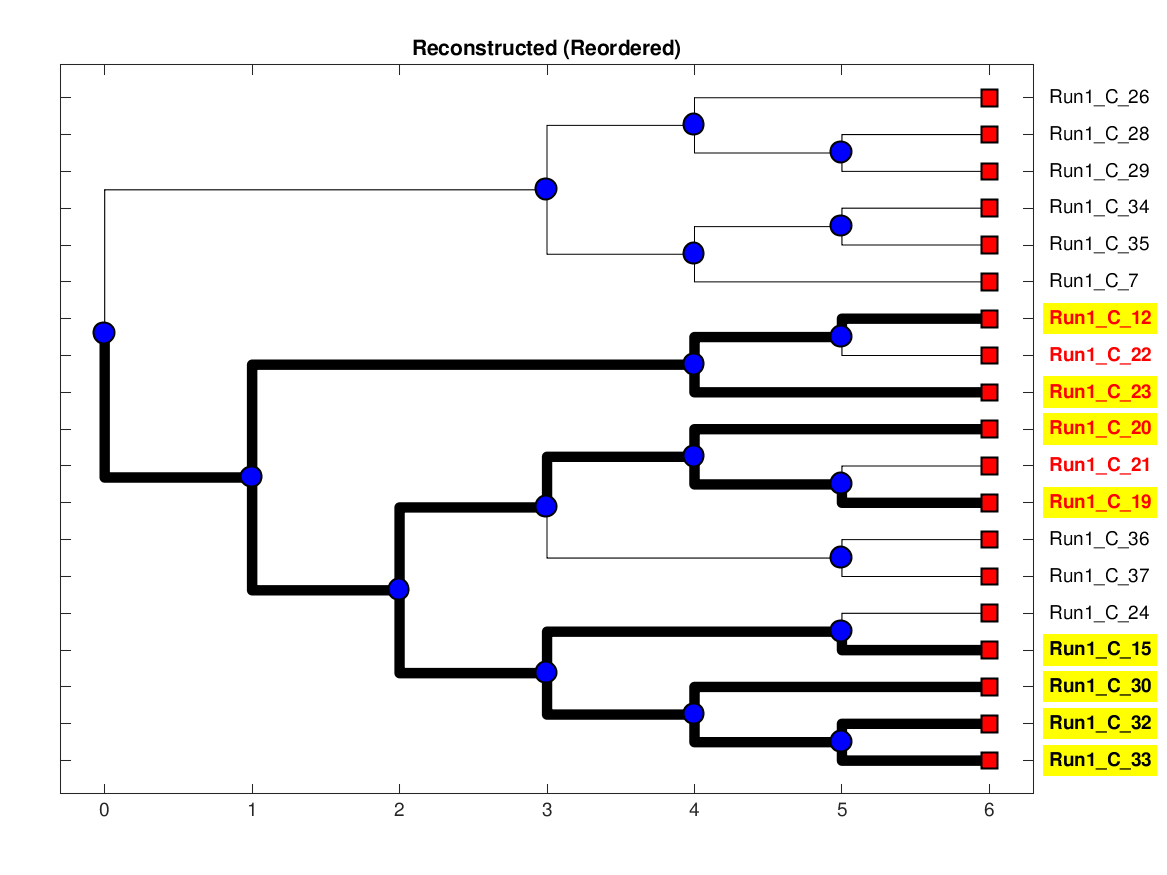 Reconstructed (Reordered)
Run1_C_26
Run1_C_28
Run1_C_29
Run1_C_34
Run1_C_35
Run1_C_7
Run1_C_12
Run1_C_22
Run1_C_23
Run1_C_20
Run1_C_21
Run1_C_19
Run1_C_36
Run1_C_37
Run1_C_24
Run1_C_15
Run1_C_30
Run1_C_32
Run1_C_33
0 1 2 3 4 5 6